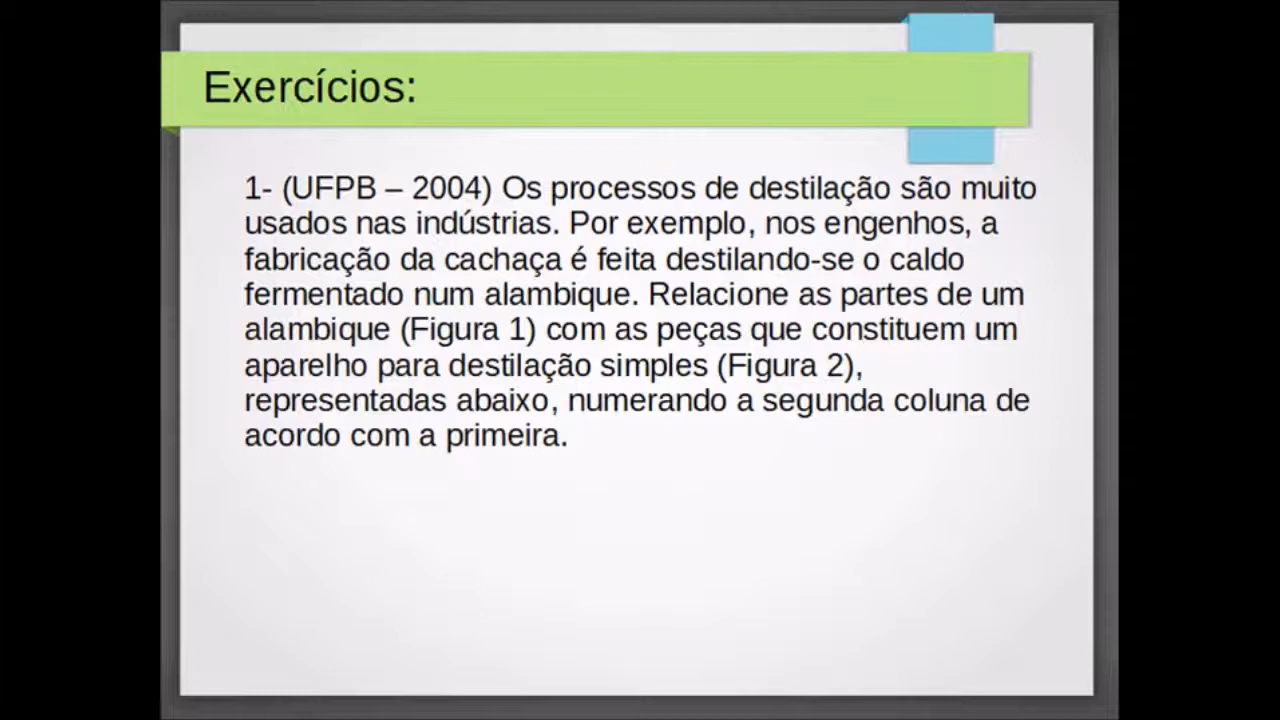 Exercícios:
1- (UFPB – 2004) Os processos de destilação são muito
usados nas indústrias. Por exemplo, nos engenhos, a
fabricação da cachaça é feita destilando-se o caldo
fermentado num alambique. Relacione as partes de um
alambique (Figura 1) com as peças que constituem um
aparelho para destilação simples (Figura 2),
representadas abaixo, numerando a segunda coluna de
acordo com a primeira.